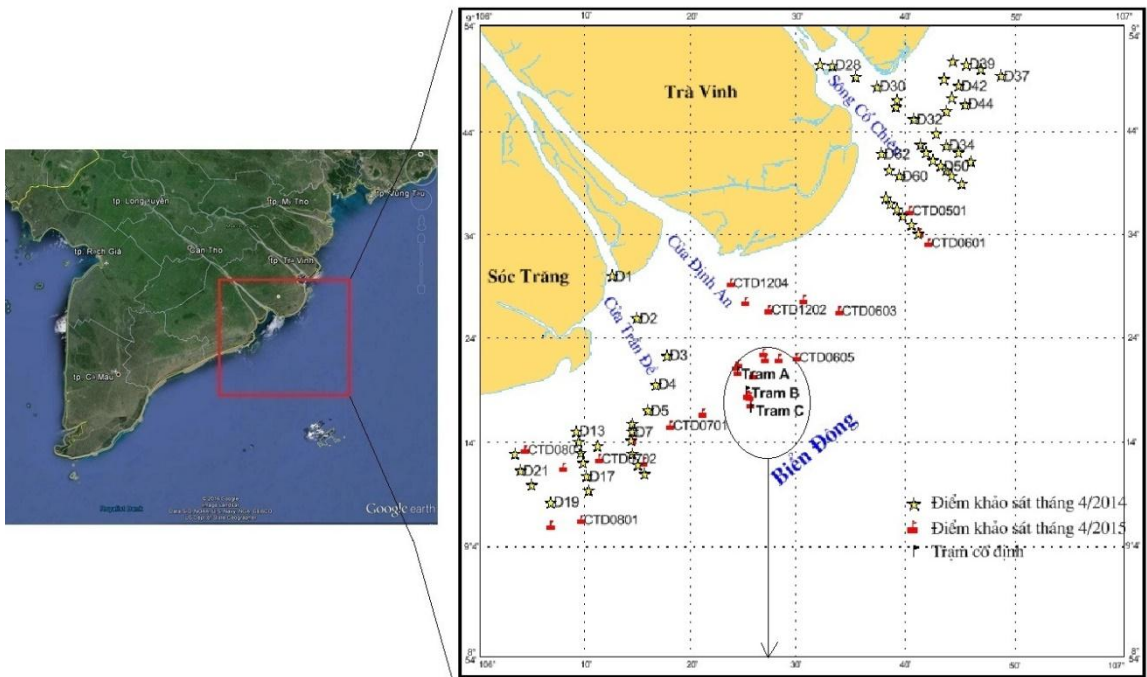 tp. Vũng Tàu
tp. Mĩ Tho
tp. Long Xuyên
Cần Thơ
tp. Rạch Giá
tp. Trà Vinh
tp. Cà Mau
Google earth
9° 54'
106°
10'
20'
30'
40'
50'
107°
9° 54'
44'
34'
24'
14'
9°4'
8° 54'
44'
34'
24'
14'
9°4'
8° 54'
106°
10'
20'
30'
40'
50'
107°
Trà Vinh
Sóc Trăng
Sông Cổ Chiên
Cửa Định An
Cửa Trần Đề
Biển Đông
D28
D39
D37
D30
D42
D44
D32
D34
D62
D50
D60
CTD0501
CTD0601
D1
CTD1204
D2
CTD1202
CTD0603
D3
CTD0605
D4
Tram A
Tram B
D5
Tram C
CTD0701
D13
D7
CTD0702
D21
D17
D19
CTD0801
Điểm khảo sát tháng 4/2014
Điểm khảo sát tháng 4/2015
Trạm cố định